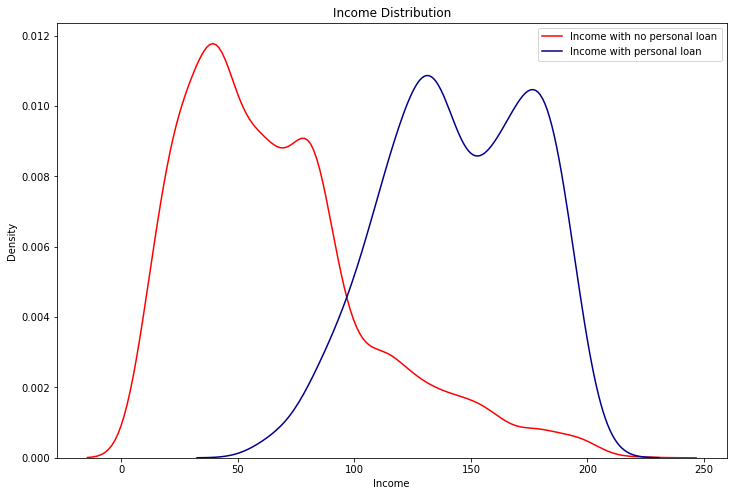 Income Distribution
Income with no personal loan
Income with personal loan
0.012
0.010
0.008
0.006
0.004
0.002
0.000
Density
0
50
100
150
200
250
Income